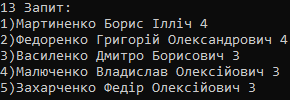 13 Запит:
1)Мартиненко Борис Ілліч 4
2)Федоренко Григорій Олександрович 4
3)Василенко Дмитро Борисович 3
4)Малюченко Владислав Олексійович 3
5)Захарченко Федір Олексійович 3